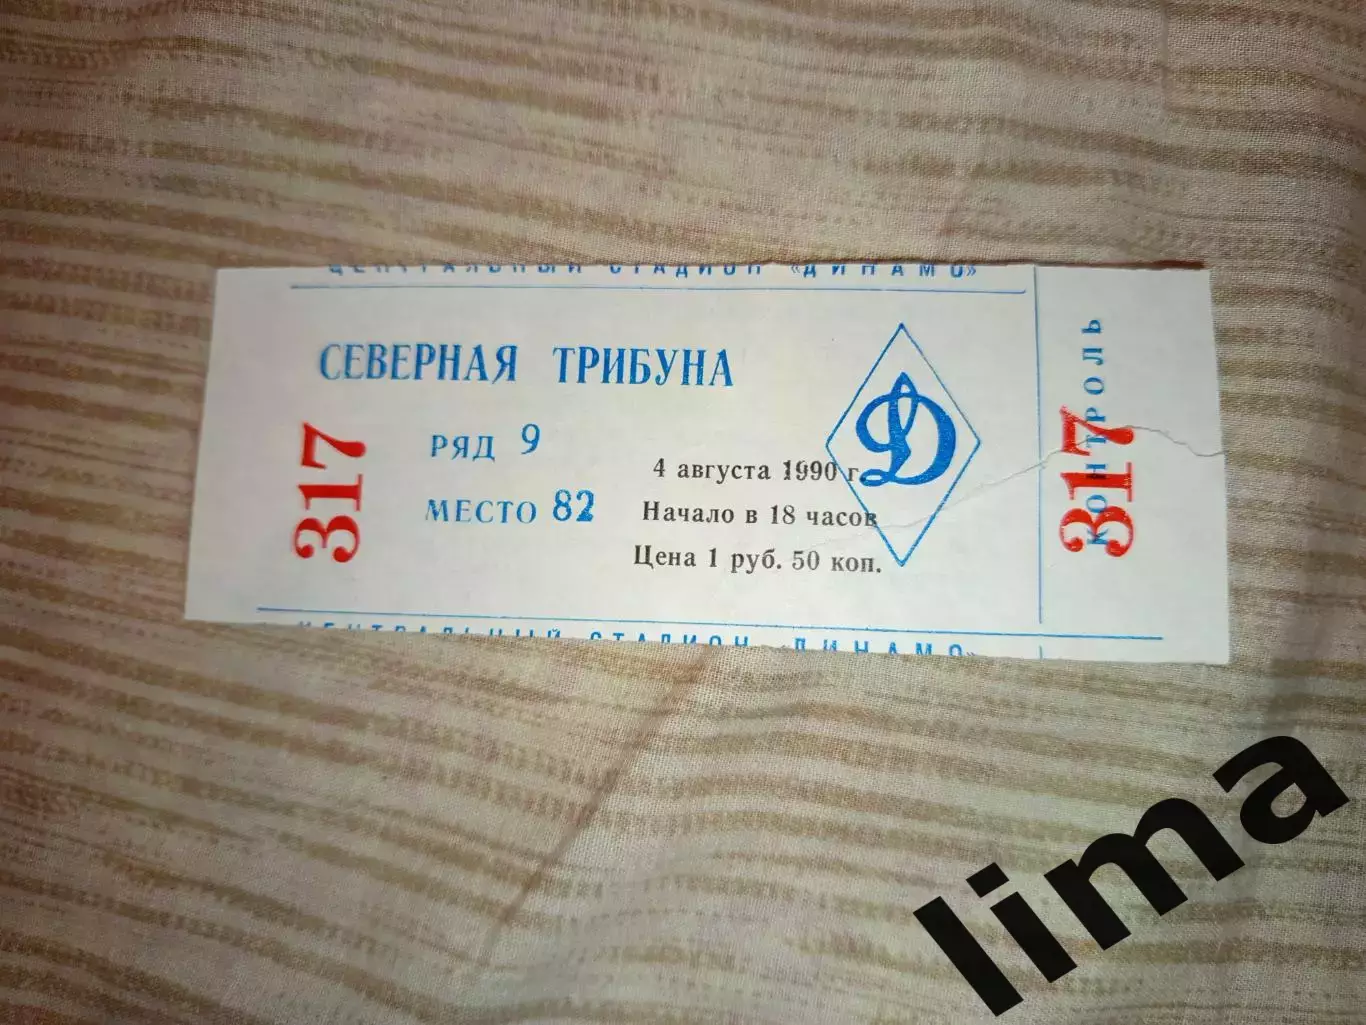 ЦЕНТРАЛЬНЫЙ СТАДИОН «ДИНАМО»
СЕВЕРНАЯ ТРИБУНА
317
РЯД 9
МЕСТО 82
4 августа 1990 г.
Начало в 18 часов
Цена 1 руб. 50 коп.
Д
КОНТРОЛЬ
317
ЦЕНТРАЛЬНЫЙ СТАДИОН «ДИНАМО»
lima